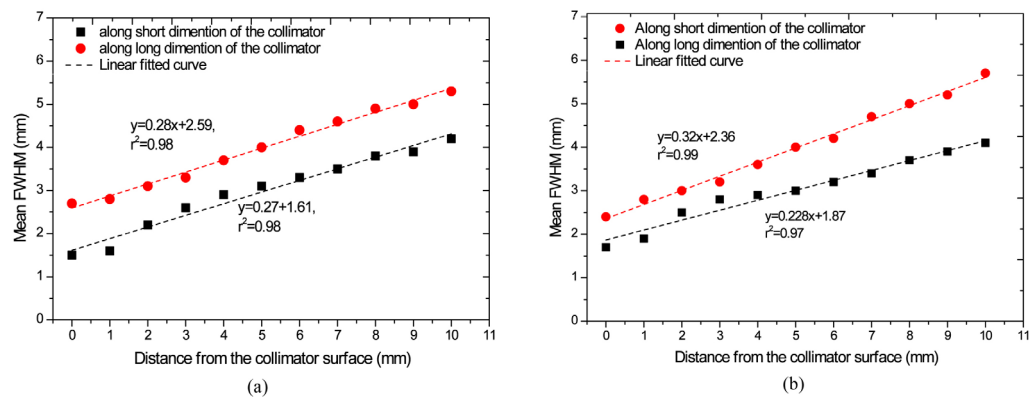 7
6
5
4
3
2
1
0
Mean FWHM (mm)
along short dimention of the collimator
along long dimention of the collimator
Linear fitted curve
y=0.28x+2.59,
r²=0.98
y=0.27+1.61,
r²=0.98
0 1 2 3 4 5 6 7 8 9 10 11
Distance from the collimator surface (mm)
(a)
7
6
5
4
3
2
1
0
Mean FWHM (mm)
Along short dimention of the collimator
Along long dimention of the collimator
Linear fitted curve
y=0.32x+2.36
r²=0.99
y=0.228x+1.87
r²=0.97
0 1 2 3 4 5 6 7 8 9 10 11
Distance from the collimator surface (mm)
(b)